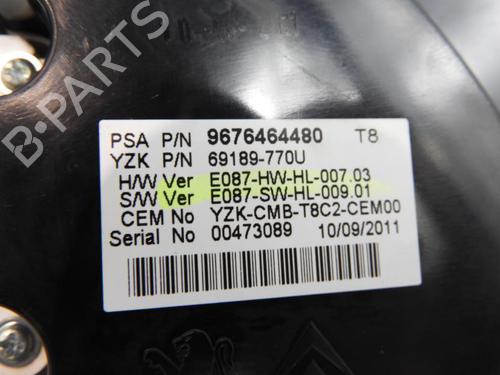 PSA P/N 9676464480 T8
YZK P/N 69189-770U
H/W Ver E087-HW-HL-007.03
S/W Ver E087-SW-HL-009.01
CEM No YZK-CMB-T8C2-CEM00
Serial No 00473089 10/09/2011
B-PARTS